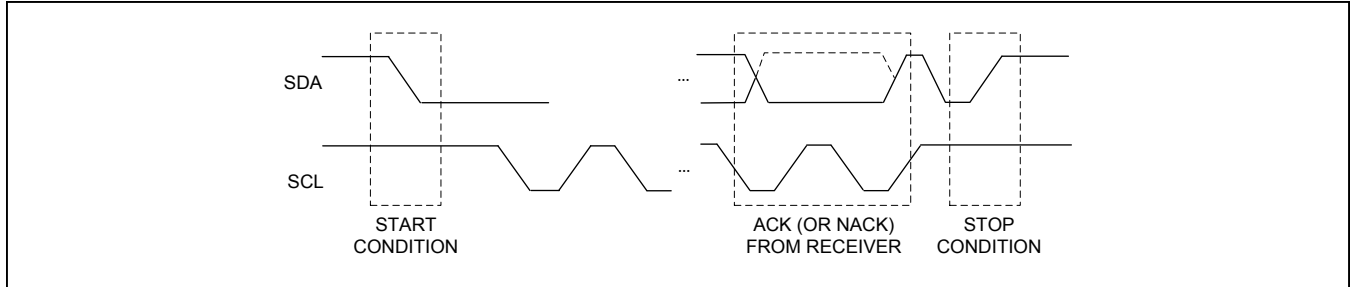 SDA
...
SCL
...
START
CONDITION
ACK (OR NACK)
FROM RECEIVER
STOP
CONDITION